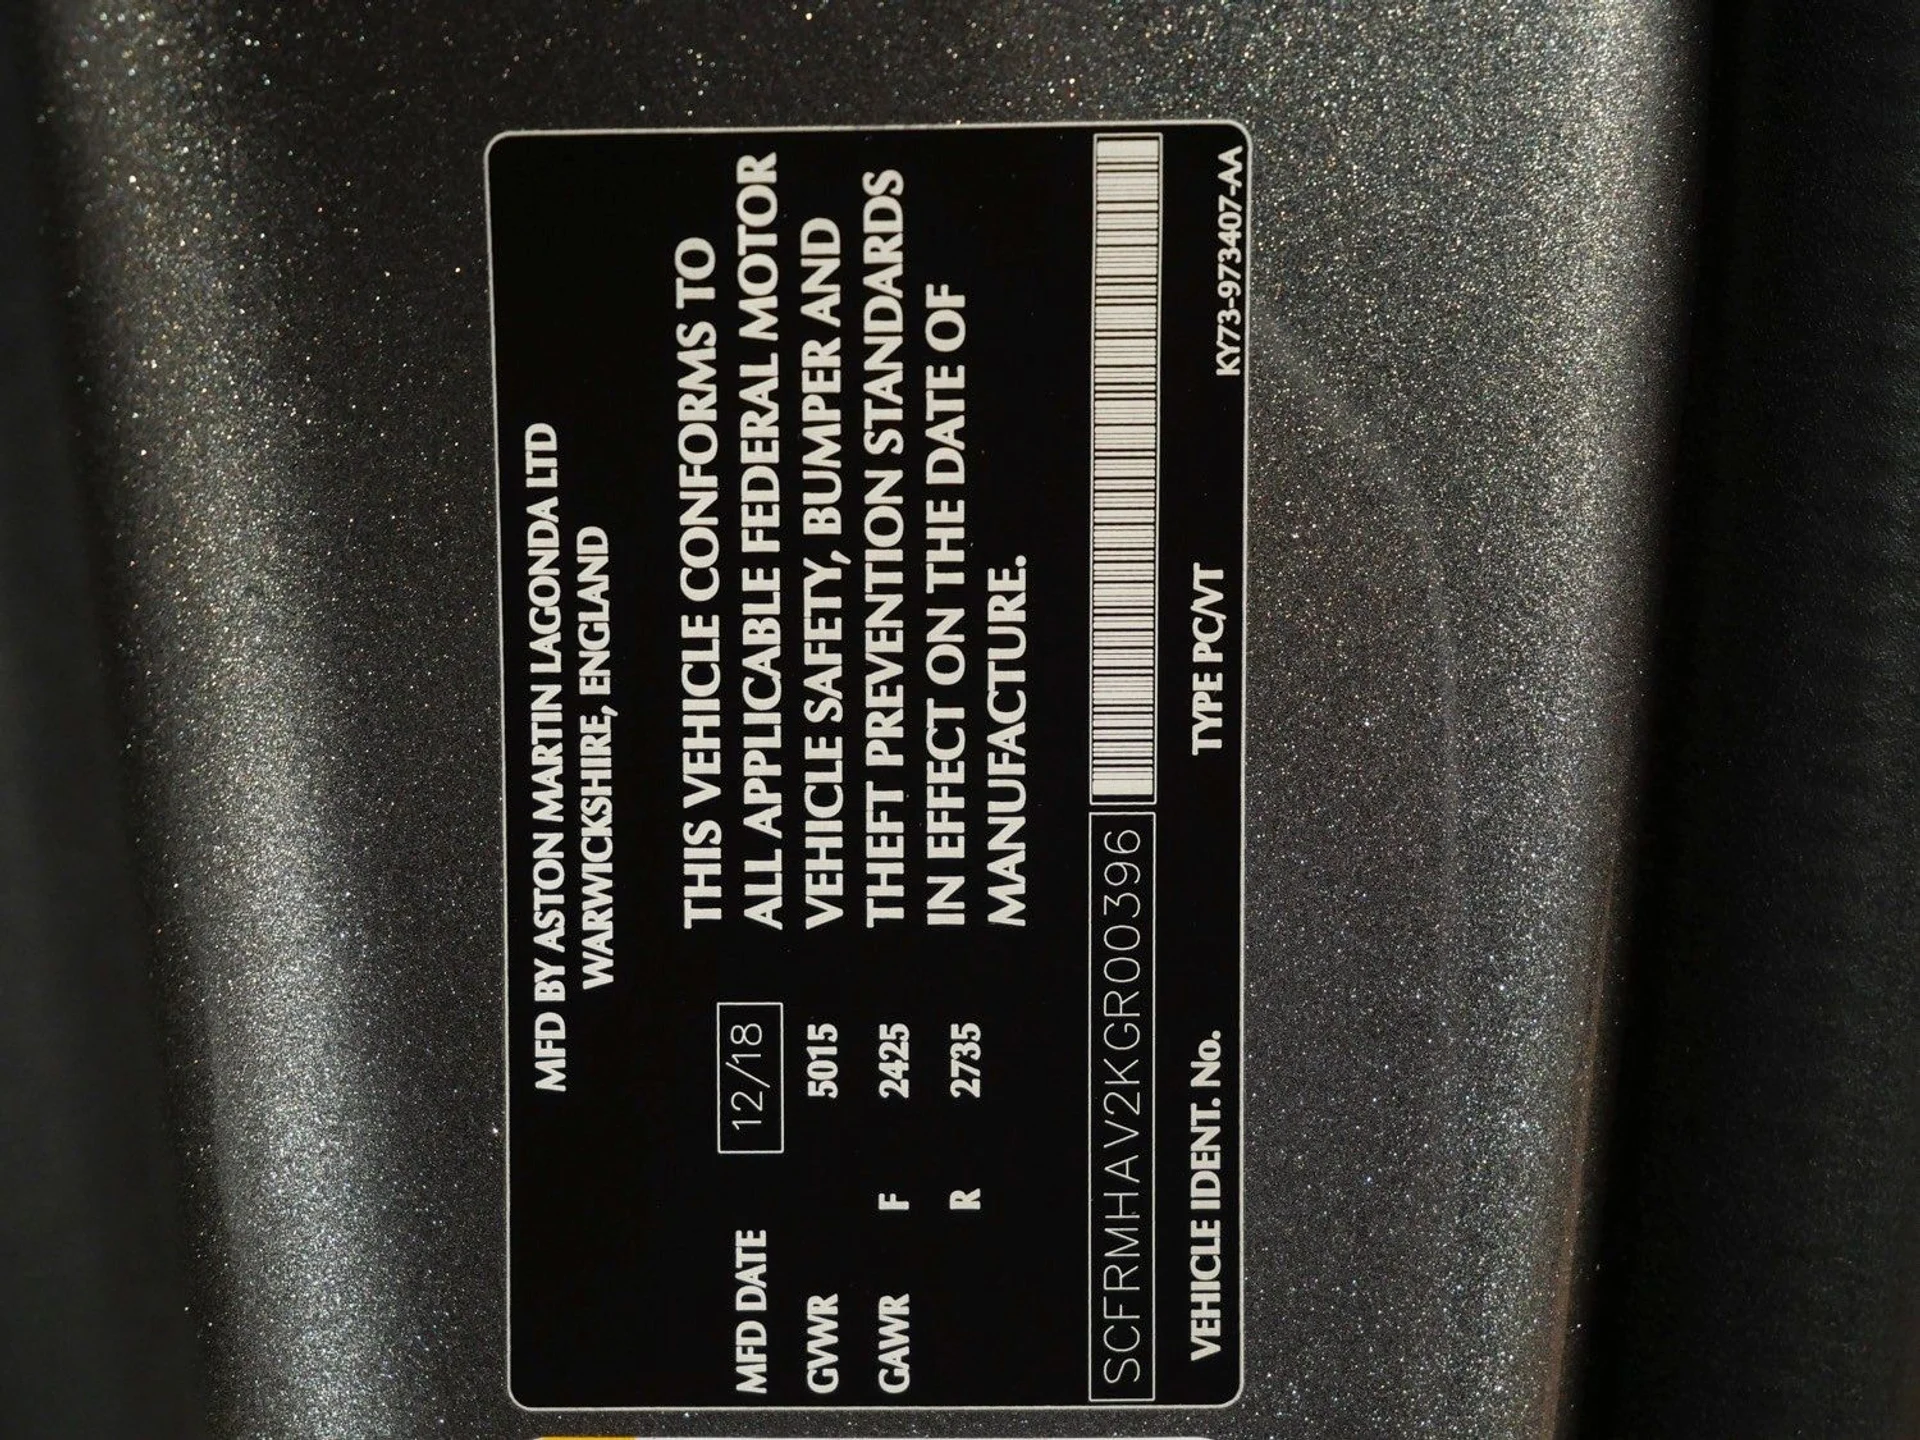 MFD BY ASTON MARTIN LAGONDA LTD
WARWICKSHIRE, ENGLAND
THIS VEHICLE CONFORMS TO
ALL APPLICABLE FEDERAL MOTOR
VEHICLE SAFETY, BUMPER AND
THEFT PREVENTION STANDARDS
IN EFFECT ON THE DATE OF
MANUFACTURE.
MFD DATE 12/18
GVWR 5015
GAWR F 2425
R 2735
SCFRMHAV2KGR00396
VEHICLE IDENT. No. TYPE PC/VT
KY73-973407-AA